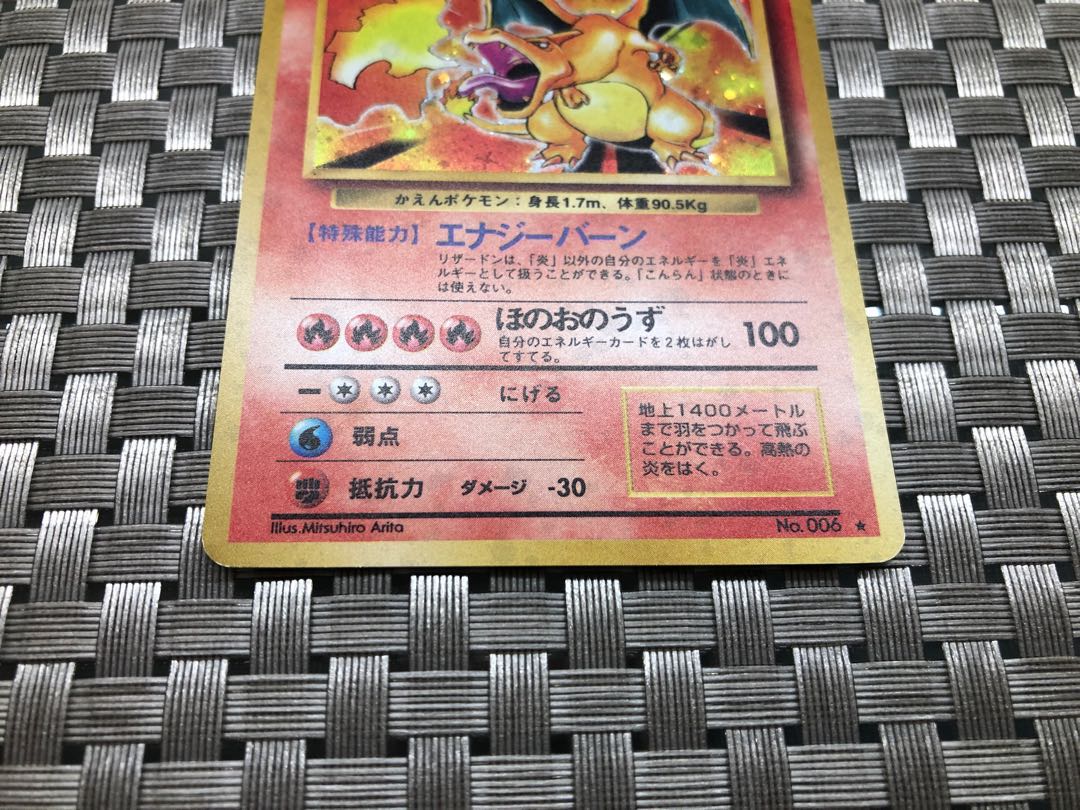 かえんポケモン：身長1.7m、体重90.5Kg
【特殊能力】エナジーバーン
リザードンは、「炎」以外の自分のエネルギーを「炎」エネ
ルギーとして扱うことができる。「こんらん」状態のときに
は使えない。
ほのおのうず 100
自分のエネルギーカードを2枚はがし
てすてる。
ー にげる
弱点
抵抗力 ダメージ -30
地上1400メートル
まで羽をつかって飛ぶ
ことができる。高熱の
炎をはく。
Illus.Mitsuhiro Arita
No.006 ★